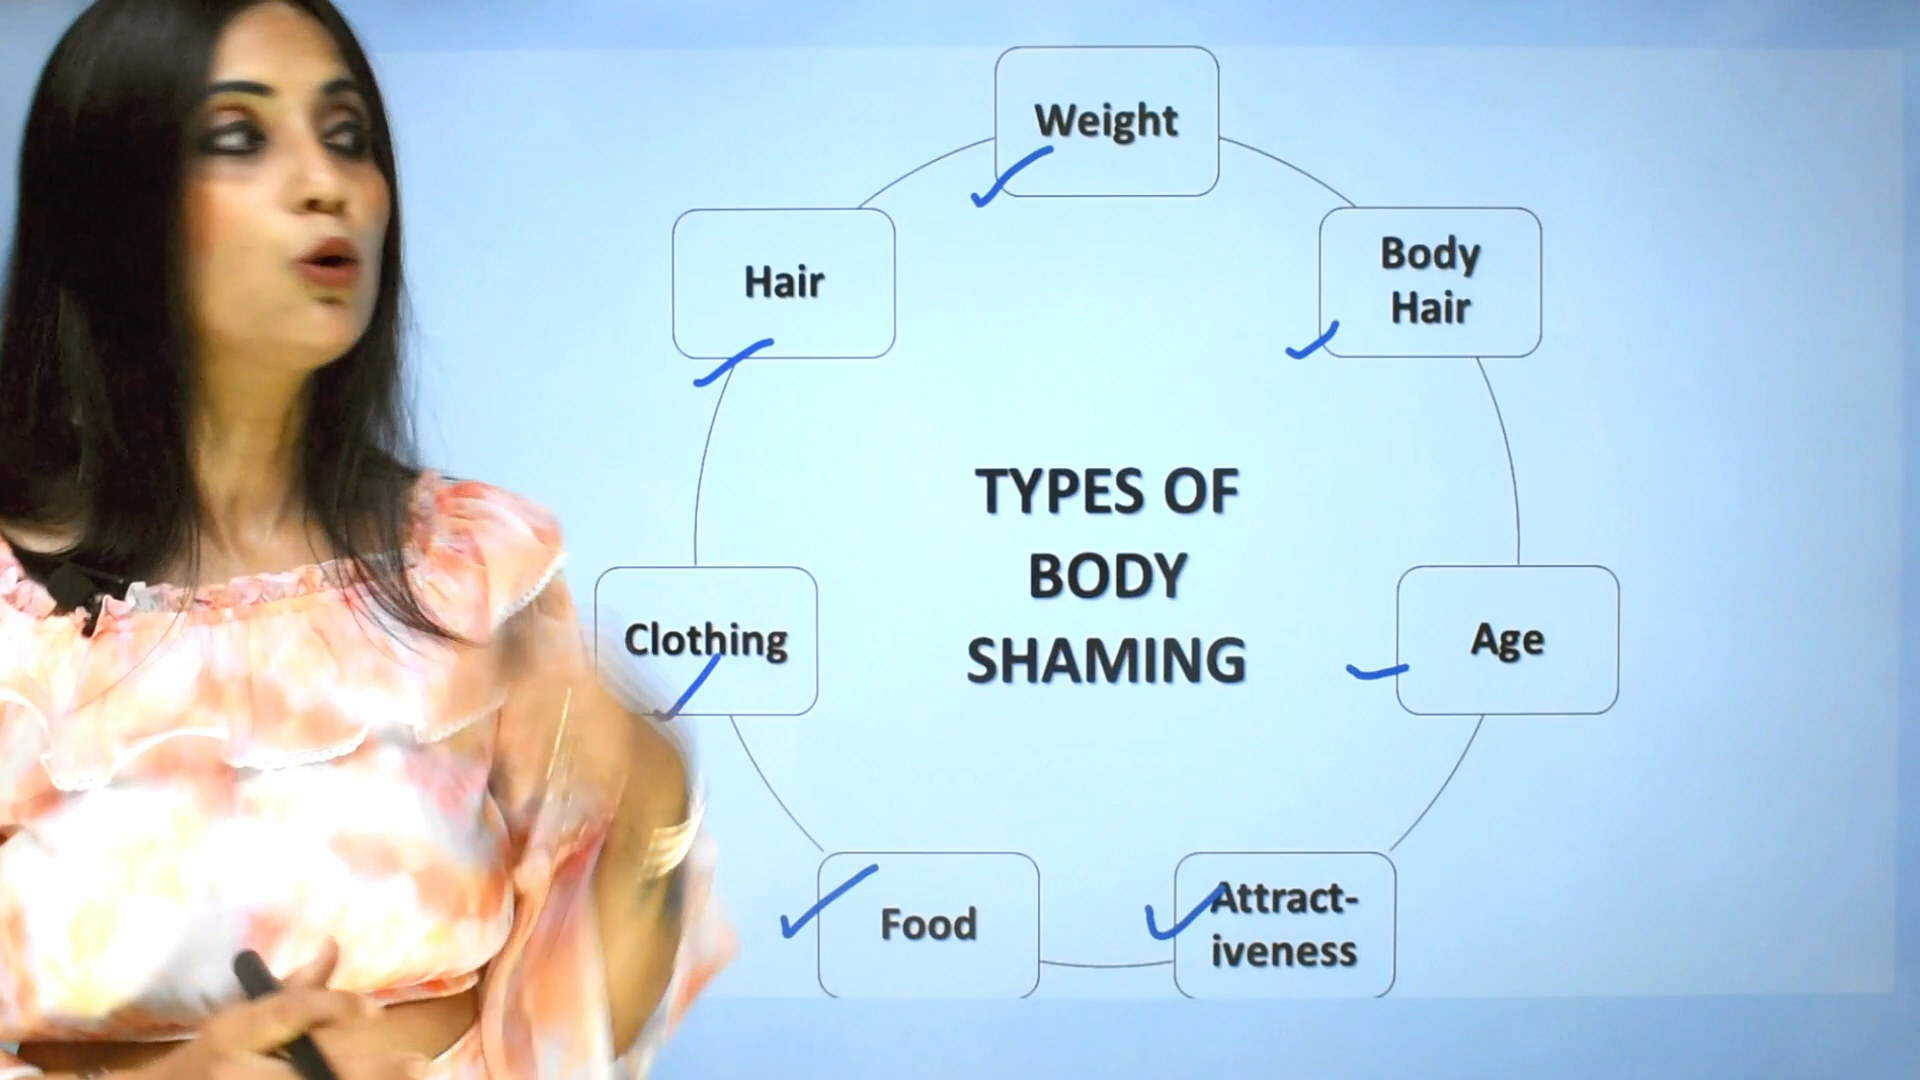 Weight
Hair
Body
Hair
TYPES OF
BODY
SHAMING
Clothing
Age
Food
Attract-
iveness